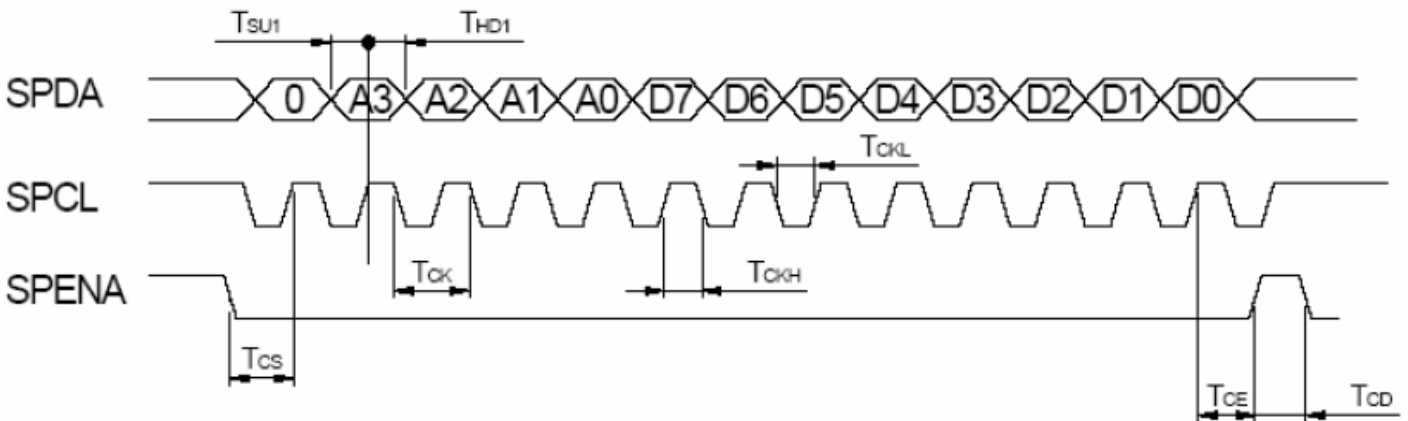 TSU1 THD1
SPDA 0 A3 A2 A1 A0 D7 D6 D5 D4 D3 D2 D1 D0
TCKL
SPCL
TCK TCKH
SPENA
TCS
TCE TCD